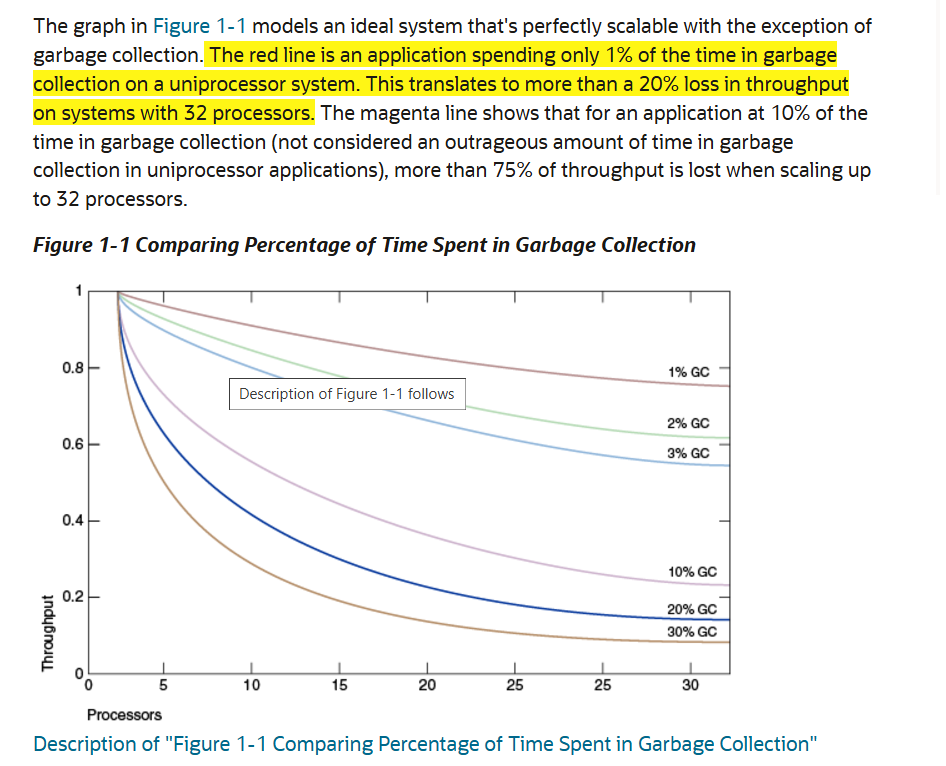 The graph in Figure 1-1 models an ideal system that's perfectly scalable with the exception of
garbage collection. The red line is an application spending only 1% of the time in garbage
collection on a uniprocessor system. This translates to more than a 20% loss in throughput
on systems with 32 processors. The magenta line shows that for an application at 10% of the
time in garbage collection (not considered an outrageous amount of time in garbage
collection in uniprocessor applications), more than 75% of throughput is lost when scaling up
to 32 processors.
Figure 1-1 Comparing Percentage of Time Spent in Garbage Collection
1
0.8
0.6
0.4
0.2
0
Throughput
1% GC
2% GC
3% GC
10% GC
20% GC
30% GC
Description of Figure 1-1 follows
0 5 10 15 20 25 25 30
Processors
Description of "Figure 1-1 Comparing Percentage of Time Spent in Garbage Collection"